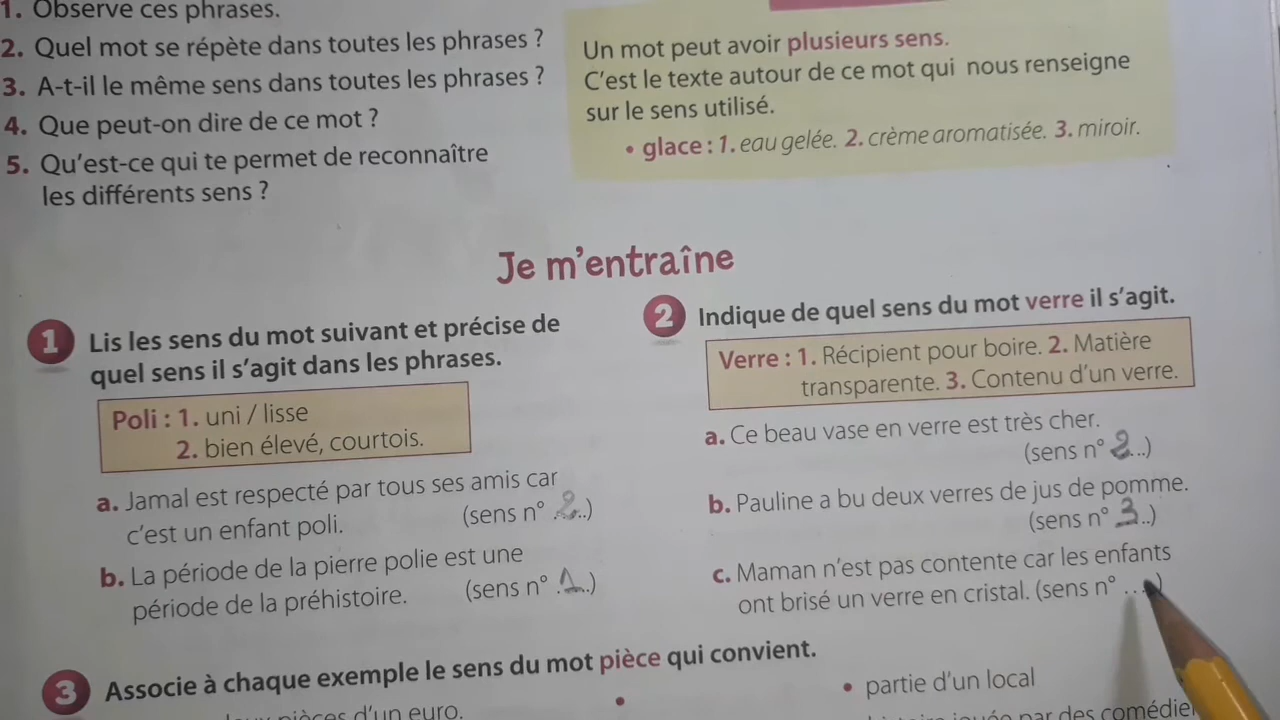 1. Observe ces phrases.
2. Quel mot se répète dans toutes les phrases ?
3. A-t-il le même sens dans toutes les phrases ?
4. Que peut-on dire de ce mot ?
5. Qu'est-ce qui te permet de reconnaître
les différents sens ?
Un mot peut avoir plusieurs sens.
C'est le texte autour de ce mot qui nous renseigne
sur le sens utilisé.
• glace : 1. eau gelée. 2. crème aromatisée. 3. miroir.
Je m'entraîne
1 Lis les sens du mot suivant et précise de
quel sens il s'agit dans les phrases.
Poli : 1. uni / lisse
2. bien élevé, courtois.
a. Jamal est respecté par tous ses amis car
c'est un enfant poli. (sens n° 2..)
b. La période de la pierre polie est une
période de la préhistoire. (sens n° .1..)
2 Indique de quel sens du mot verre il s'agit.
Verre : 1. Récipient pour boire. 2. Matière
transparente. 3. Contenu d'un verre.
a. Ce beau vase en verre est très cher.
(sens n° 2..)
b. Pauline a bu deux verres de jus de pomme.
(sens n° 3..)
c. Maman n'est pas contente car les enfants
ont brisé un verre en cristal. (sens n° ...)
3 Associe à chaque exemple le sens du mot pièce qui convient.
pièces d'un euro.
• partie d'un local
par des comédie